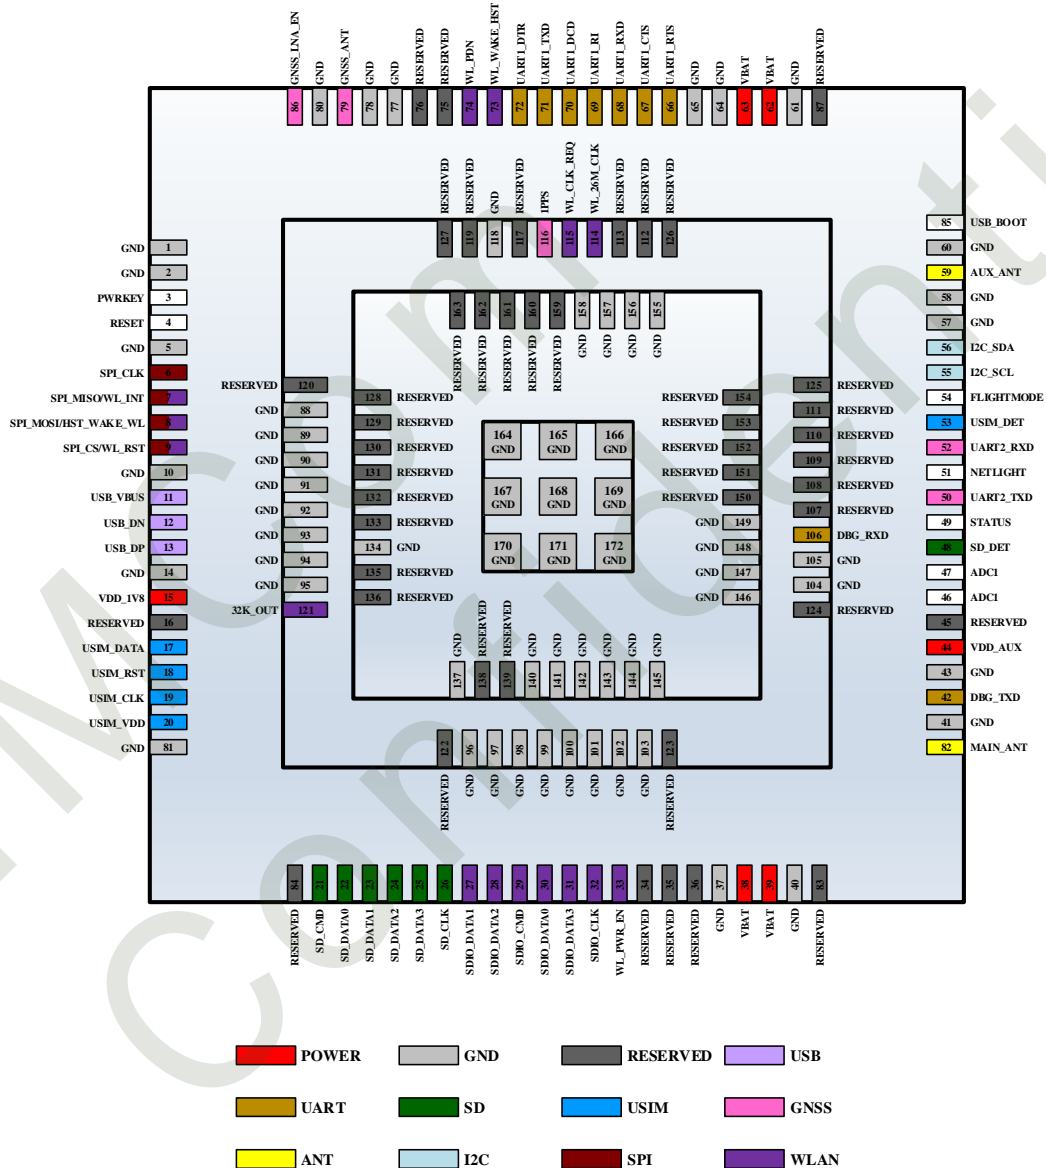 GNSS_LNA_EN
GND
GNSS_ANT
GND
GND
RESERVED
RESERVED
WL_PDN
WL_WAKE_HST
UART1_DTR
UART1_TXD
UART1_DCD
UART1_RI
UART1_RXD
UART1_CTS
UART1_RTS
GND
GND
VBAT
VBAT
GND
RESERVED
86 80 79 78 77 76 75 74 73 72 71 70 69 68 67 66 65 64 63 62 61 87
GND 1
GND 2
PWRKEY 3
RESET 4
GND 5
SPI_CLK 6
SPI_MISO/WL_INT 7
SPI_MOSI/HST_WAKE_WL 8
SPI_CS/WL_RST 9
GND 10
USB_VBUS 11
USB_DN 12
USB_DP 13
GND 14
VDD_1V8 15
RESERVED 16
USIM_DATA 17
USIM_RST 18
USIM_CLK 19
USIM_VDD 20
GND 81
RESERVED
RESERVED
GND
RESERVED
1PPS
WL_CLK_REQ
WL_26M_CLK
RESERVED
RESERVED
RESERVED
127 119 118 117 116 115 114 113 112 126
RESERVED 120
GND 88
GND 89
GND 90
GND 91
GND 92
GND 93
GND 94
GND 95
32K_OUT 121
163 162 161 160 159 158 157 156 155
RESERVED
RESERVED
RESERVED
RESERVED
RESERVED
GND
GND
GND
GND
128 RESERVED
129 RESERVED
130 RESERVED
131 RESERVED
132 RESERVED
133 RESERVED
134 GND
135 RESERVED
136 RESERVED
164 165 166
GND GND GND
167 168 169
GND GND GND
170 171 172
GND GND GND
RESERVED 154
RESERVED 153
RESERVED 152
RESERVED 151
RESERVED 150
GND 149
GND 148
GND 147
GND 146
125 RESERVED
111 RESERVED
110 RESERVED
109 RESERVED
108 RESERVED
107 RESERVED
106 DBG_RXD
105 GND
104 GND
124 RESERVED
85 USB_BOOT
60 GND
59 AUX_ANT
58 GND
57 GND
56 I2C_SDA
55 I2C_SCL
54 FLIGHTMODE
53 USIM_DET
52 UART2_RXD
51 NETLIGHT
50 UART2_TXD
49 STATUS
48 SD_DET
47 ADC1
46 ADC1
45 RESERVED
44 VDD_AUX
43 GND
42 DBG_TXD
41 GND
82 MAIN_ANT
GND
RESERVED
RESERVED
GND
GND
GND
GND
GND
GND
137 138 139 140 141 142 143 144 145
122 96 97 98 99 100 101 102 103 123
RESERVED
GND
GND
GND
GND
GND
GND
GND
GND
RESERVED
84 21 22 23 24 25 26 27 28 29 30 31 32 33 34 35 36 37 38 39 40 83
RESERVED
SD_CMD
SD_DATA0
SD_DATA1
SD_DATA2
SD_DATA3
SD_CLK
SDIO_DATA1
SDIO_DATA2
SDIO_CMD
SDIO_DATA0
SDIO_DATA3
SDIO_CLK
WL_PWR_EN
RESERVED
RESERVED
RESERVED
GND
VBAT
VBAT
GND
RESERVED
POWER GND RESERVED USB
UART SD USIM GNSS
ANT I2C SPI WLAN